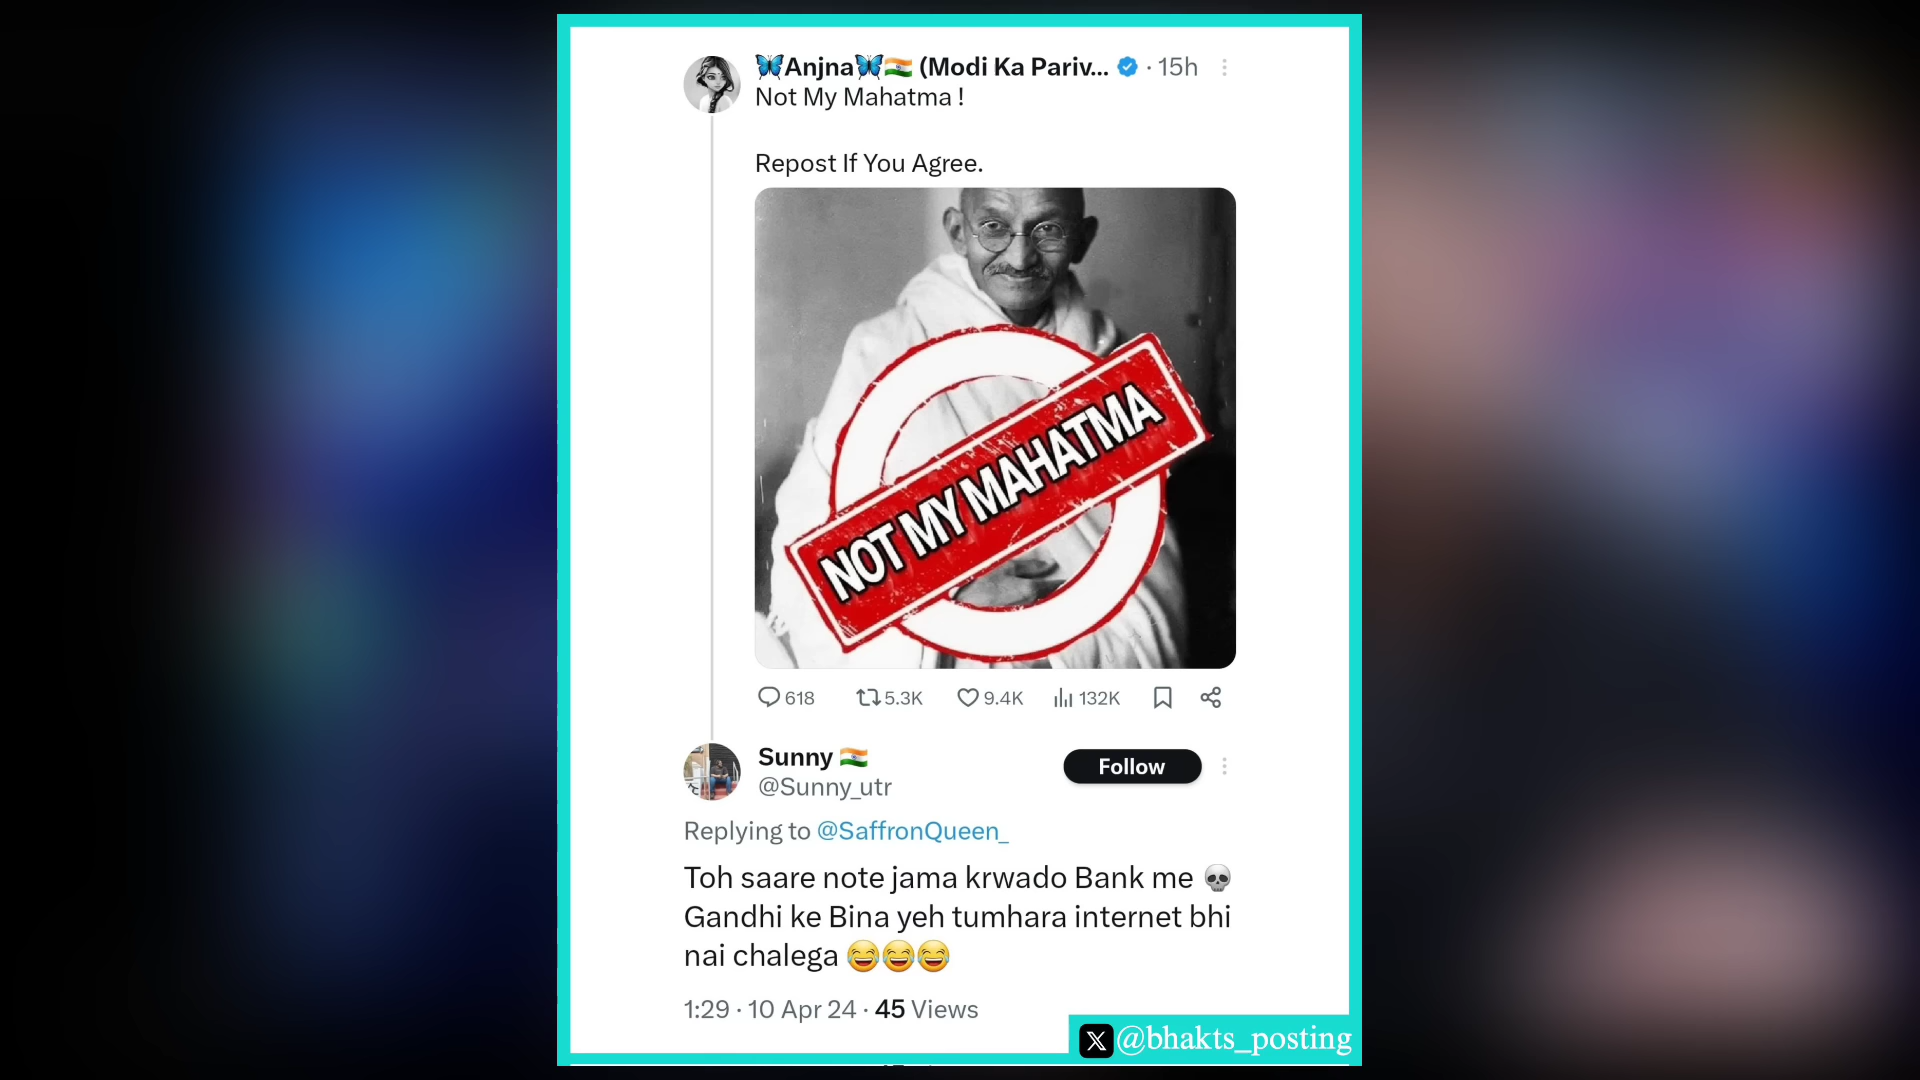 🦋Anjna🦋🇮🇳 (Modi Ka Pariv... · 15h
Not My Mahatma !
Repost If You Agree.
NOT MY MAHATMA
618 5.3K 9.4K 132K
Sunny 🇮🇳
Follow
@Sunny_utr
Replying to @SaffronQueen_
Toh saare note jama krwado Bank me 💀
Gandhi ke Bina yeh tumhara internet bhi
nai chalega 😂😂😂
1:29 · 10 Apr 24 · 45 Views
@bhakts_posting